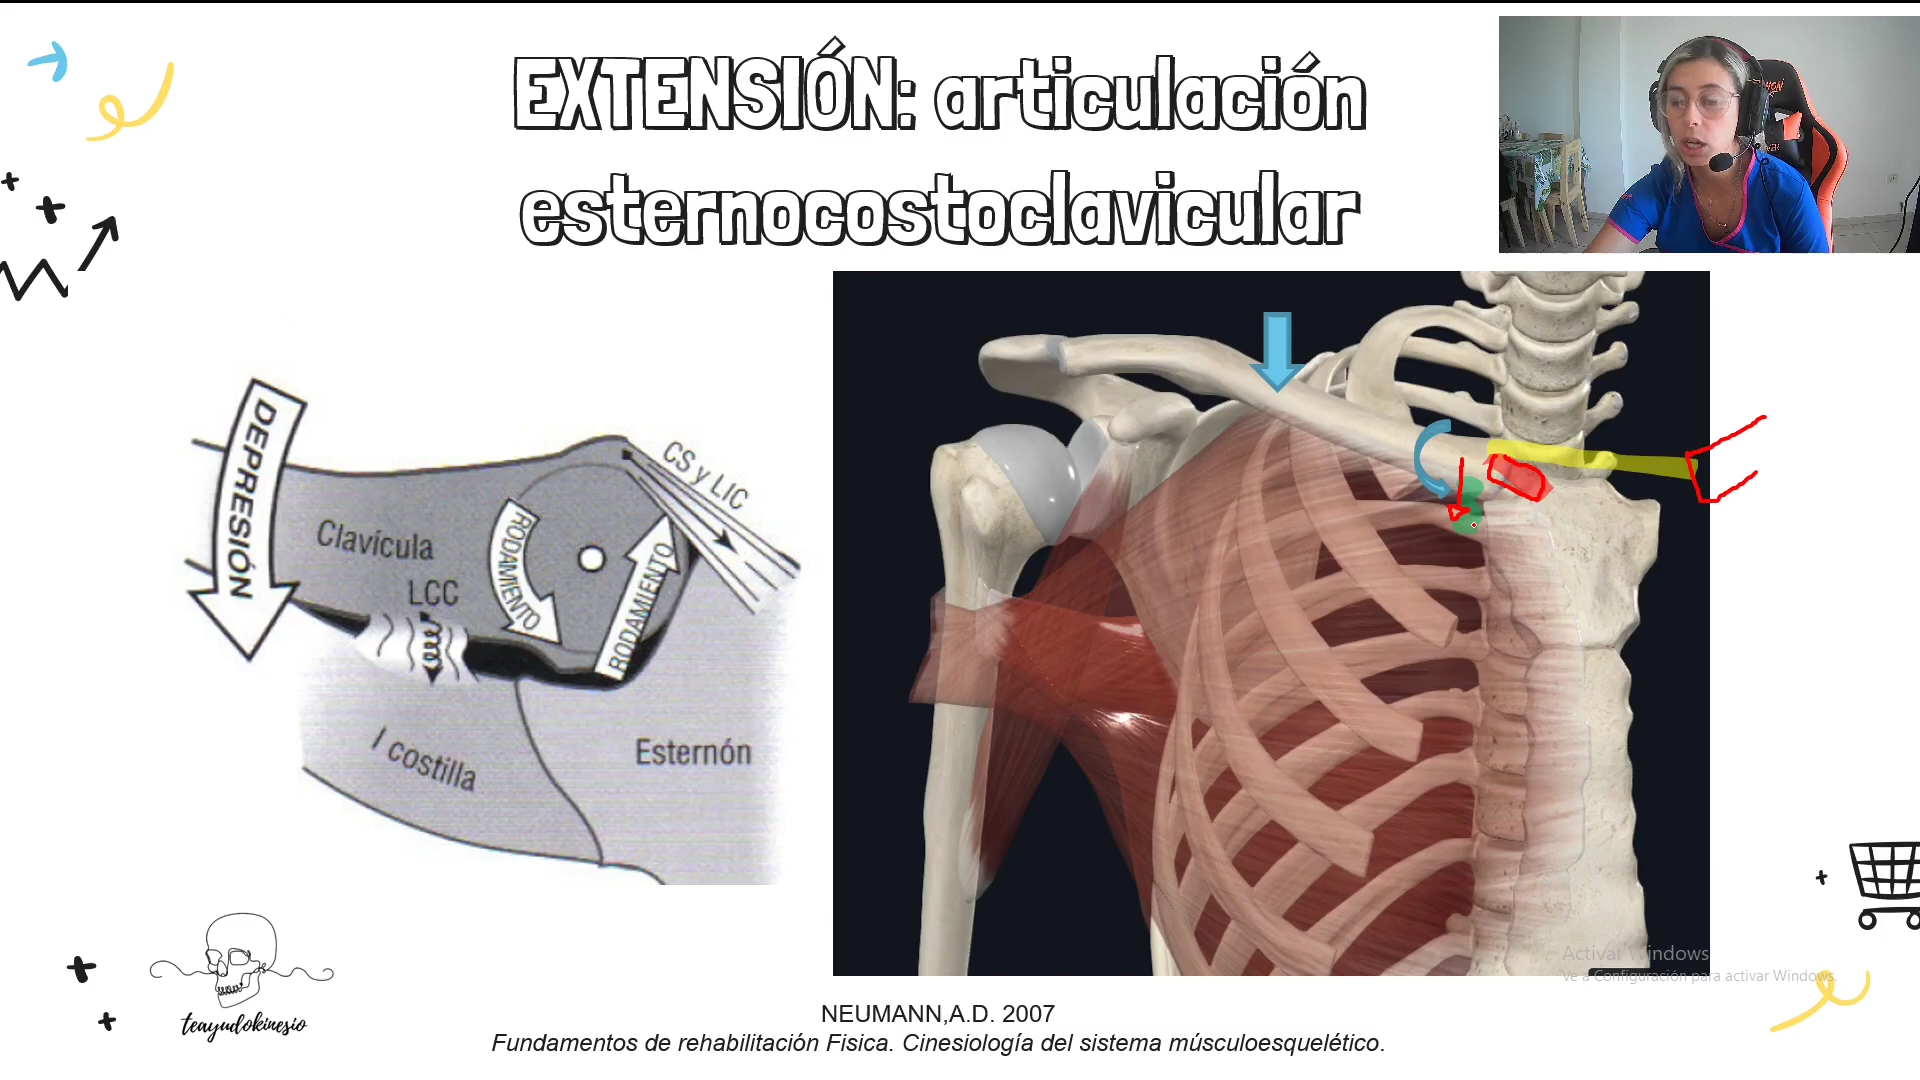 EXTENSIÓN: articulación
esternocostoclavicular
DEPRESIÓN
CS y LIC
Clavícula
LCC
RODAMIENTO
RODAMIENTO
I costilla
Esternón
teayudokinesio
NEUMANN,A.D. 2007
Fundamentos de rehabilitación Fisica. Cinesiología del sistema músculoesquelético.
Activar Windows
Ve a Configuración para activar Windows.